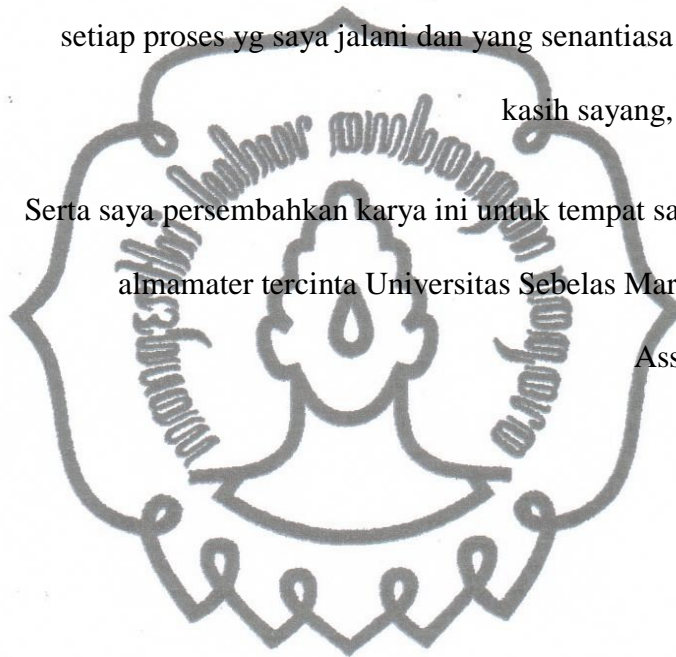 setiap proses yg saya jalani dan yang senantiasa
kasih sayang,
Serta saya persembahkan karya ini untuk tempat sa
almamater tercinta Universitas Sebelas Mar
Ass